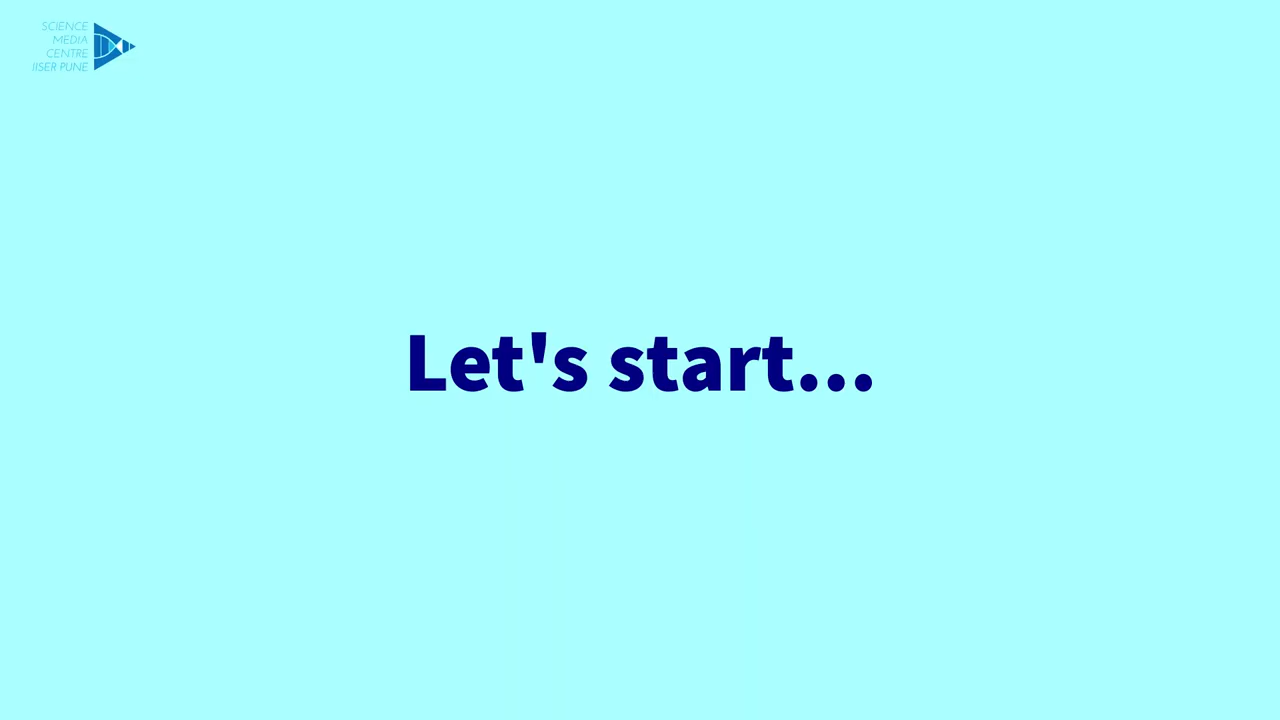 SCIENCE
MEDIA
CENTRE
IISER PUNE
Let's start...